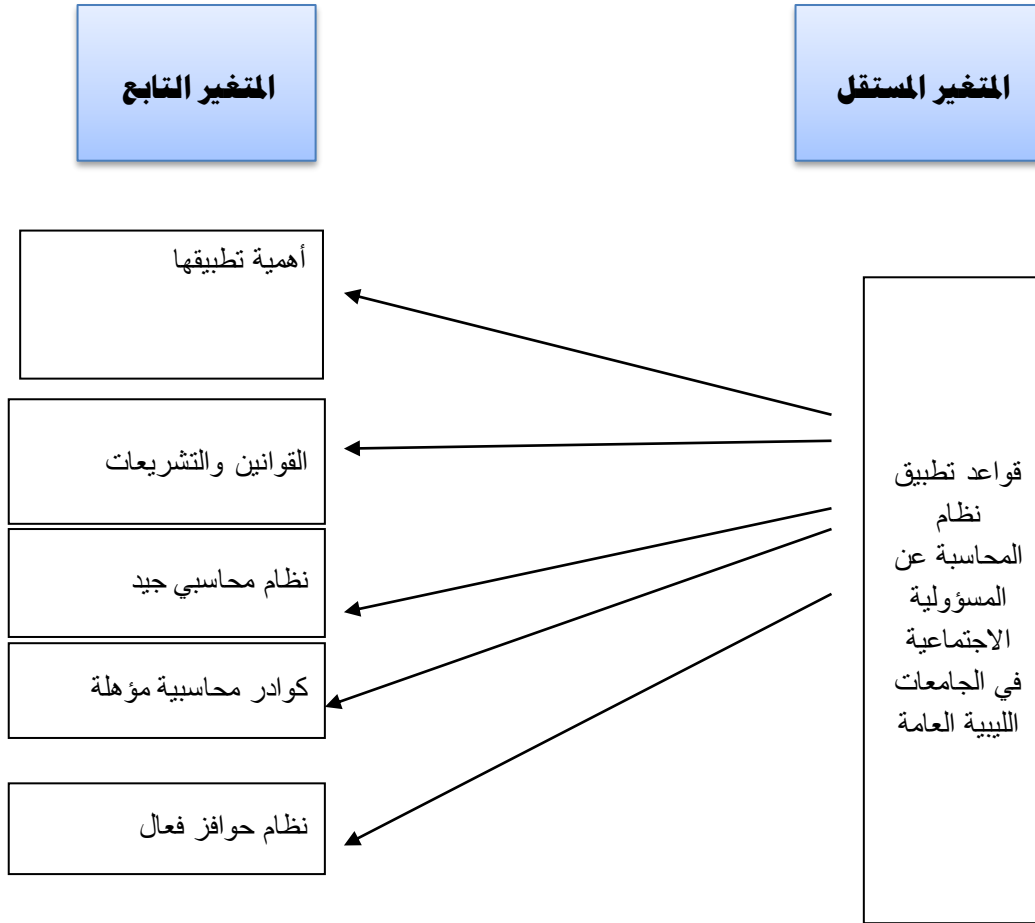 المتغير المستقل
المتغير التابع
قواعد تطبيق
نظام
المحاسبة عن
المسؤولية
الاجتماعية
في الجامعات
الليبية العامة
أهمية تطبيقها
القوانين والتشريعات
نظام محاسبي جيد
كوادر محاسبية مؤهلة
نظام حوافز فعال